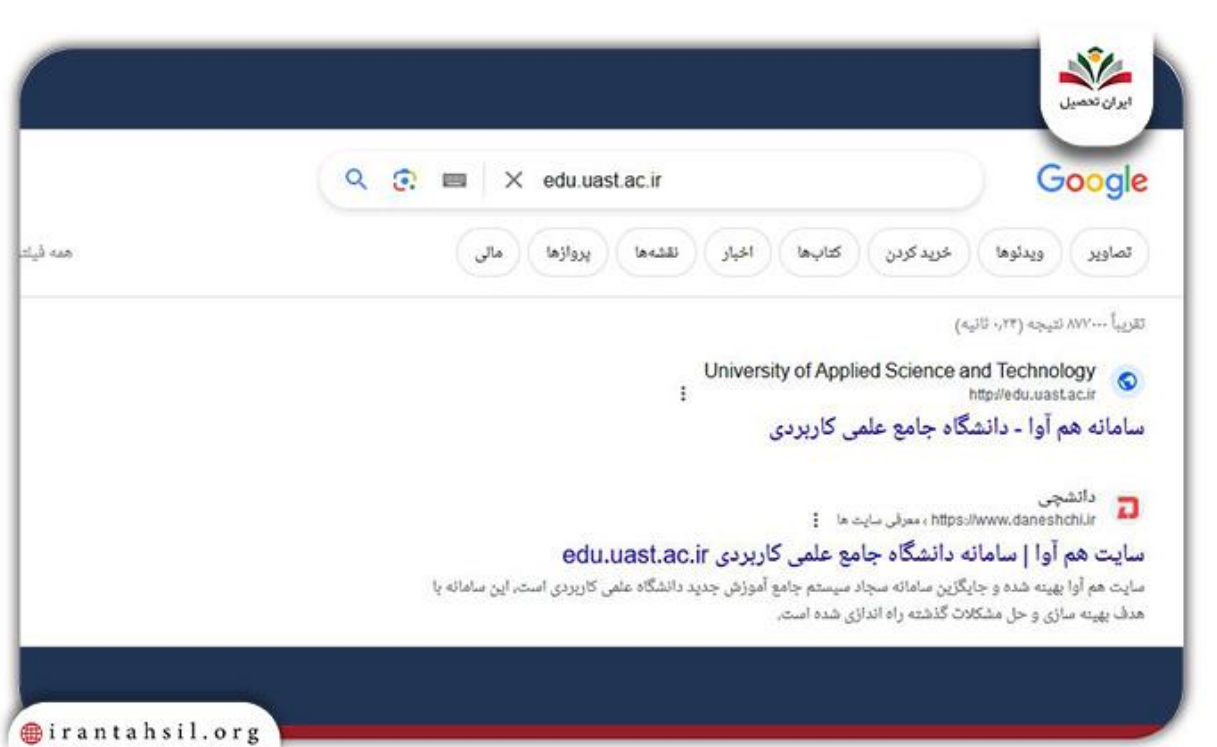 ایران تحصیل
Google
edu.uast.ac.ir
تصاویر ویدئوها خرید کردن کتاب‌ها اخبار نقشه‌ها پروازها مالی همه فیلت
تقریباً ۸۷۲٬۰۰۰ نتیجه (۰٫۲۴ ثانیه)
University of Applied Science and Technology
http://edu.uast.ac.ir
سامانه هم آوا - دانشگاه جامع علمی کاربردی
دانشچی
https://www.daneshchi.ir › معرفی سایت ها
سایت هم آوا | سامانه دانشگاه جامع علمی کاربردی edu.uast.ac.ir
سایت هم آوا بهینه شده و جایگزین سامانه سجاد سیستم جامع آموزش جدید دانشگاه علمی کاربردی است. این سامانه با
هدف بهینه سازی و حل مشکلات گذشته راه اندازی شده است.
irantahsil.org